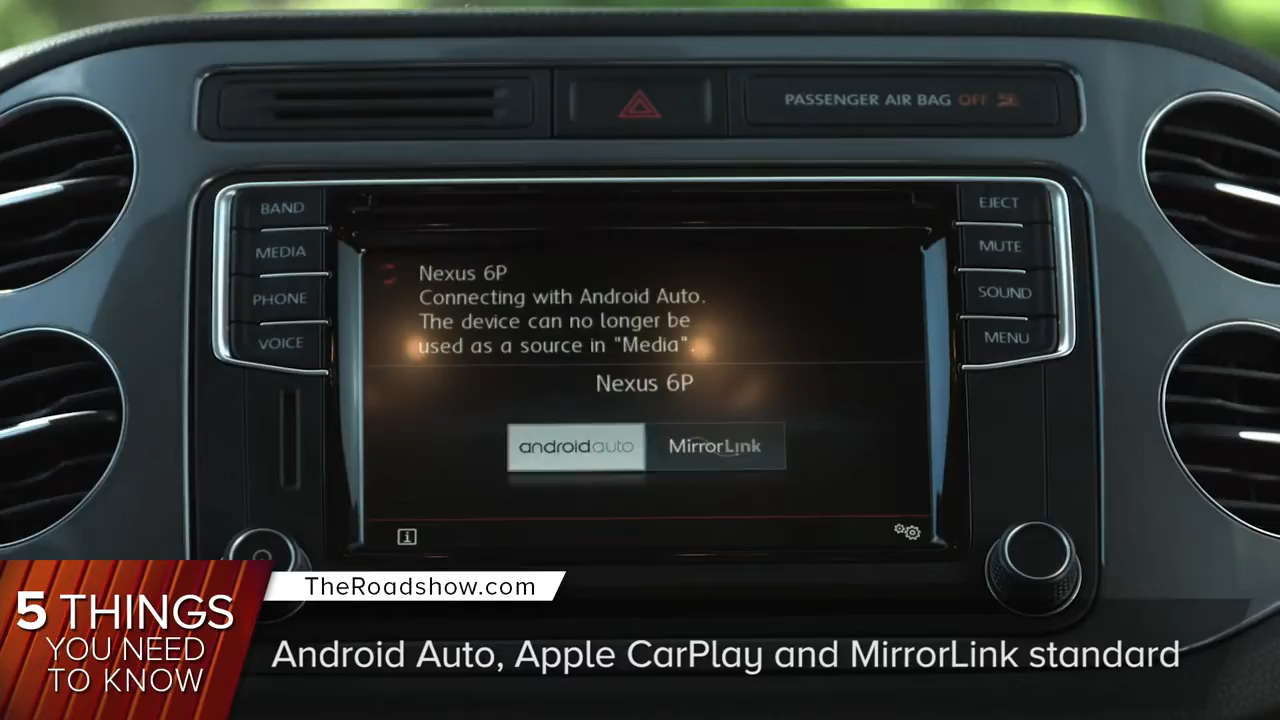 PASSENGER AIR BAG OFF
BAND
MEDIA
PHONE
VOICE
EJECT
MUTE
SOUND
MENU
Nexus 6P
Connecting with Android Auto.
The device can no longer be
used as a source in "Media".
Nexus 6P
androidauto
MirrorLink
i
TheRoadshow.com
5 THINGS
YOU NEED
TO KNOW
Android Auto, Apple CarPlay and MirrorLink standard